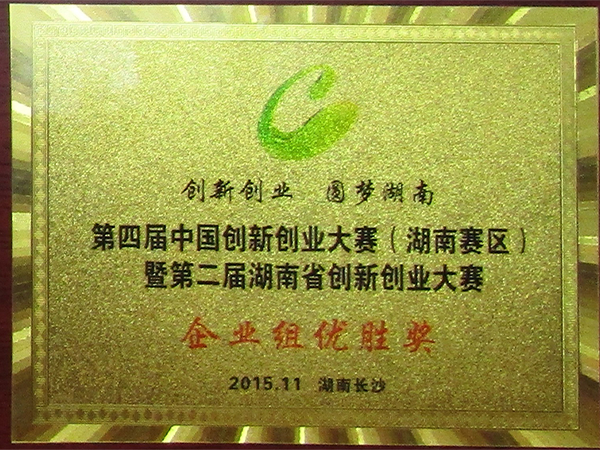 创新创业 圆梦湖南
第四届中国创新创业大赛（湖南赛区）
暨第二届湖南省创新创业大赛
企业组优胜奖
2015.11 湖南长沙